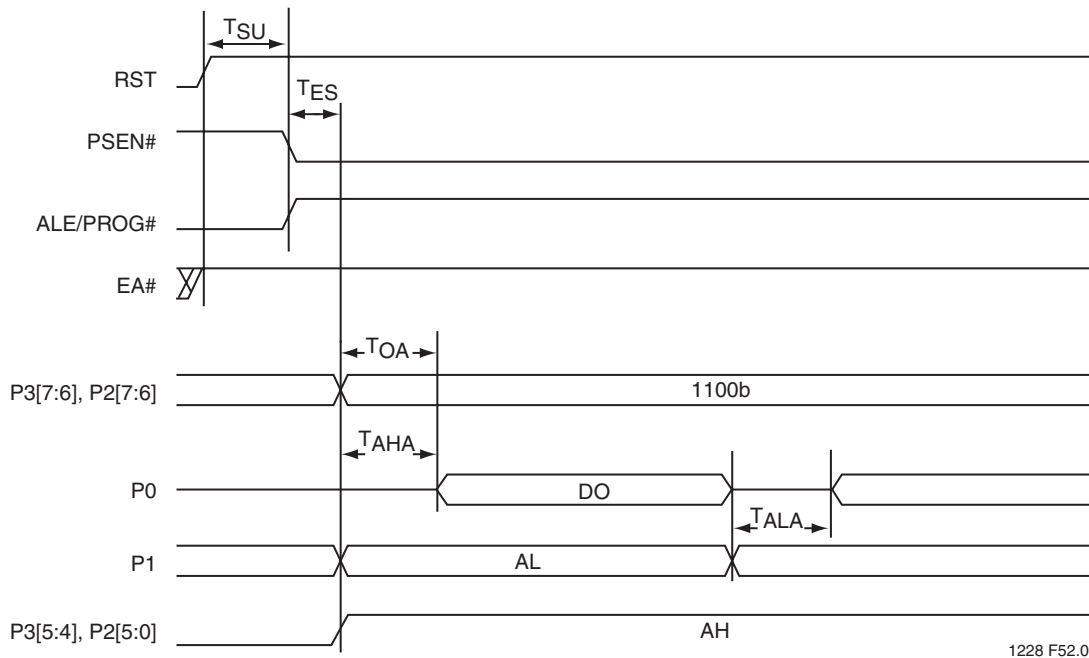 TSU
RST
TES
PSEN#
ALE/PROG#
EA#
TOA
P3[7:6], P2[7:6]
1100b
TAHA
P0
DO
TALA
P1
AL
P3[5:4], P2[5:0]
AH
1228 F52.0